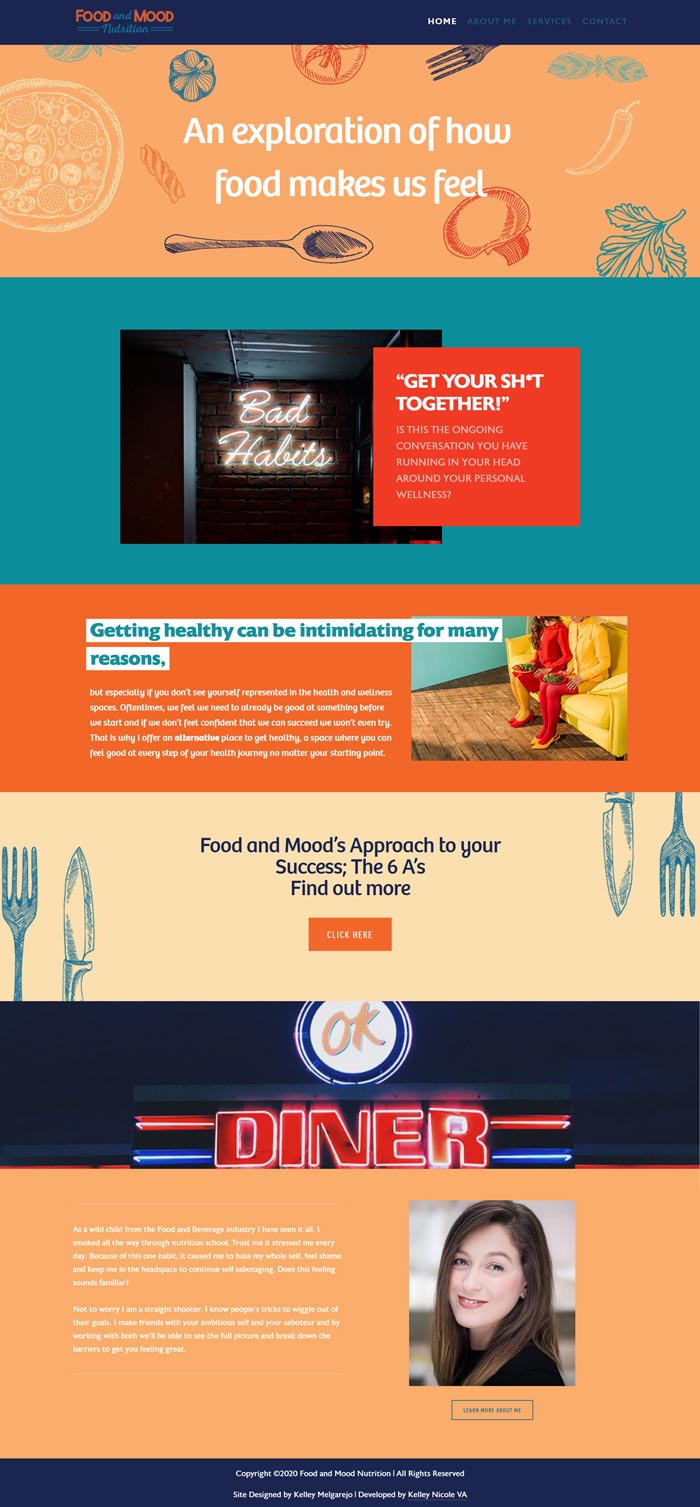 FOOD and MOOD
Nutrition
HOME ABOUT ME SERVICES CONTACT
An exploration of how
food makes us feel
Bad
Habits
“GET YOUR SH*T
TOGETHER!”
IS THIS THE ONGOING
CONVERSATION YOU HAVE
RUNNING IN YOUR HEAD
AROUND YOUR PERSONAL
WELLNESS?
Getting healthy can be intimidating for many
reasons,
but especially if you don’t see yourself represented in the health and wellness
spaces. Oftentimes, we feel we need to already be good at something before
we start and if we don’t feel confident that we can succeed we won’t even try.
That is why I offer an alternative place to get healthy, a space where you can
feel good at every step of your health journey no matter your starting point.
Food and Mood’s Approach to your
Success; The 6 A’s
Find out more
CLICK HERE
OK
DINER
As a wild child from the Food and Beverage industry I have seen it all. I
smoked all the way through nutrition school. Trust me it stressed me every
day. Because of this one habit, it caused me to hate my whole self, feel shame
and keep me in the headspace to continue self sabotaging. Does this feeling
sounds familiar?
Not to worry I am a straight shooter. I know people’s tricks to wiggle out of
their goals. I make friends with your ambitious self and your saboteur and by
working with both we’ll be able to see the full picture and break down the
barriers to get you feeling great.
LEARN MORE ABOUT ME
Copyright ©2020 Food and Mood Nutrition | All Rights Reserved
Site Designed by Kelley Melgarejo | Developed by Kelley Nicole VA